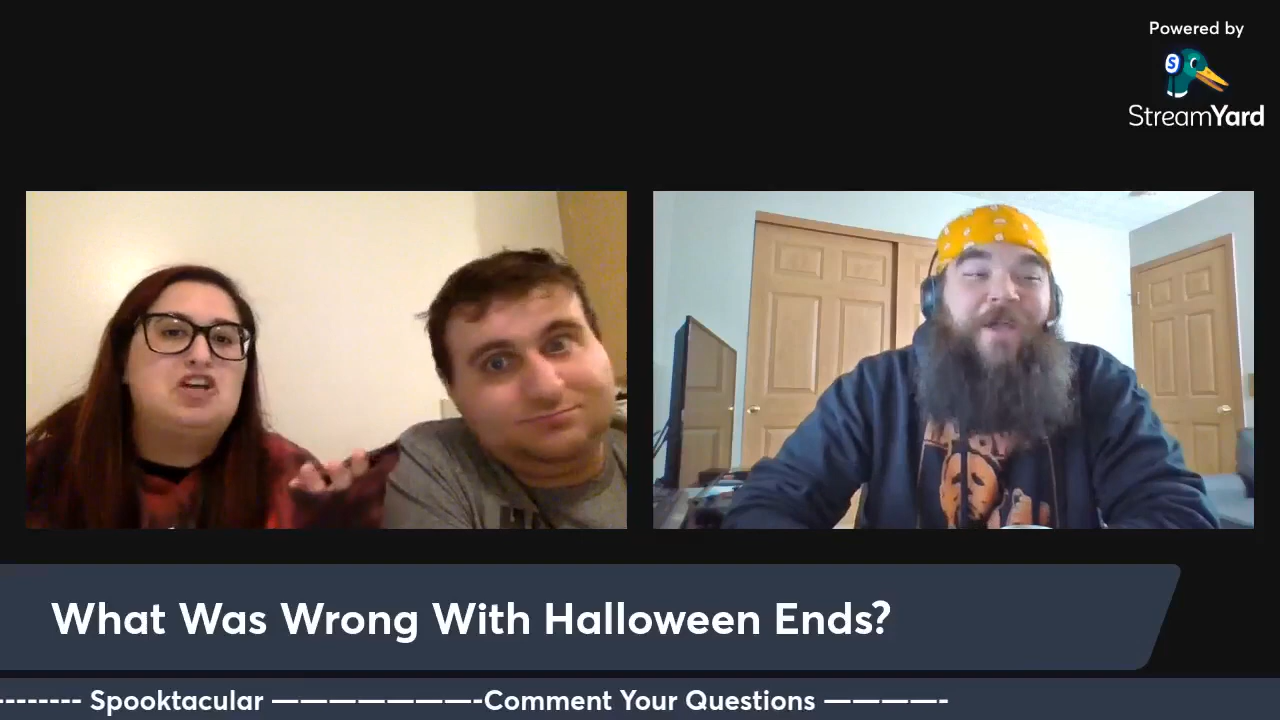 Powered by
S
StreamYard
What Was Wrong With Halloween Ends?
-------- Spooktacular ————————-Comment Your Questions ————-